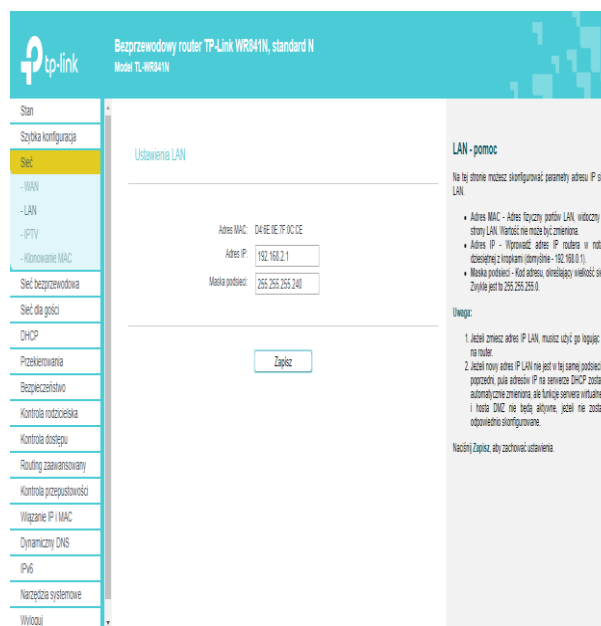 tp-link
Bezprzewodowy router TP-Link WR841N, standard N
Model TL-WR841N
Stan
Szybka konfiguracja
Sieć
- WAN
- LAN
- IPTV
- Klonowanie MAC
Sieć bezprzewodowa
Sieć dla gości
DHCP
Przekierowania
Bezpieczeństwo
Kontrola rodzicielska
Kontrola dostępu
Routing zaawansowany
Kontrola przepustowości
Wiązanie IP i MAC
Dynamiczny DNS
IPv6
Narzędzia systemowe
Wyloguj
Ustawienia LAN
Adres MAC: D4:6E:0E:7F:0C:CE
Adres IP: 192.168.2.1
Maska podsieci: 255.255.255.240
Zapisz
LAN - pomoc
Na tej stronie możesz skonfigurować parametry adresu IP
LAN.
Adres MAC - Adres fizyczny portów LAN, widoczny
strony LAN. Wartość nie może być zmieniona.
Adres IP - Wprowadź adres IP routera w
dziesiętnej z kropkami (domyślnie - 192.168.0.1).
Maska podsieci - Kod adresu, określający wielkość
Zwykle jest to 255.255.255.0.
Uwaga:
1. Jeżeli zmiesz adres IP LAN, musisz użyć go logując
na router.
2. Jeżeli nowy adres IP LAN nie jest w tej samej podsieci
poprzedni, pula adresów IP na serwerze DHCP zosta
automatycznie zmieniona, ale funkcje serwera wirtualne
i hosta DMZ nie będą aktywne, jeżeli nie zosta
odpowiednio skonfigurowane.
Naciśnij Zapisz, aby zachować ustawienia.